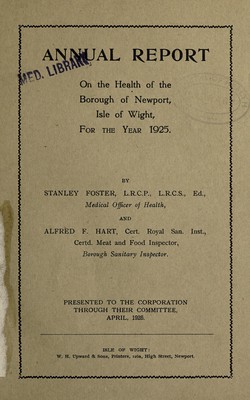 ANNUAL REPORT
MED. LIBRARY
On the Health of the
Borough of Newport,
Isle of Wight,
FOR THE YEAR 1925.
BY
STANLEY FOSTER, L.R.C.P., L.R.C.S., Ed.,
Medical Officer of Health,
AND
ALFRED F. HART, Cert. Royal San. Inst.,
Certd. Meat and Food Inspector,
Borough Sanitary Inspector.
PRESENTED TO THE CORPORATION
THROUGH THEIR COMMITTEE,
APRIL, 1926.
ISLE OF WIGHT:
W. H. Upward & Sons, Printers, High Street, Newport.